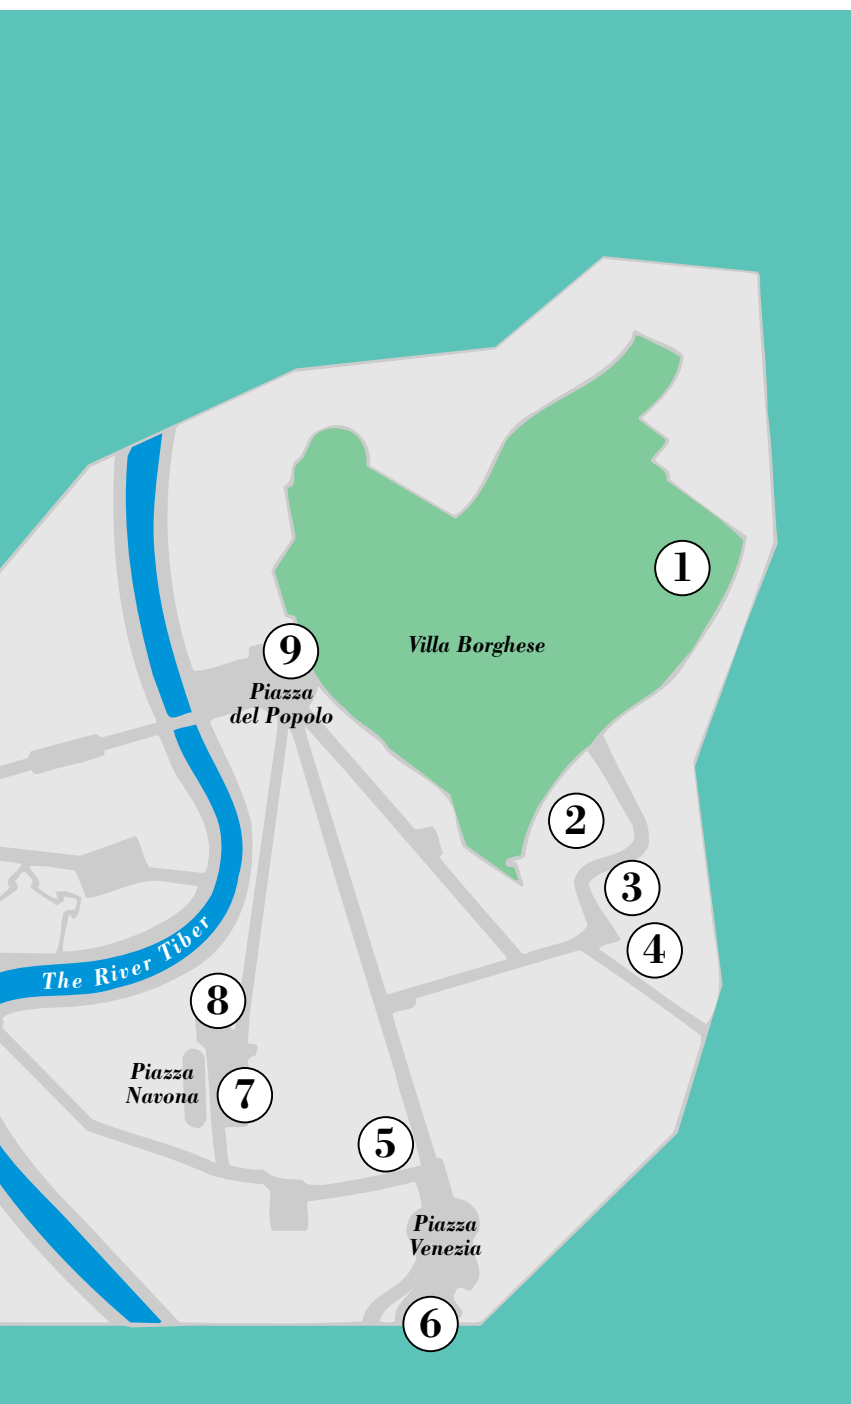 1
Villa Borghese
9
Piazza
del Popolo
2
3
4
The River Tiber
8
Piazza
Navona
7
5
Piazza
Venezia
6